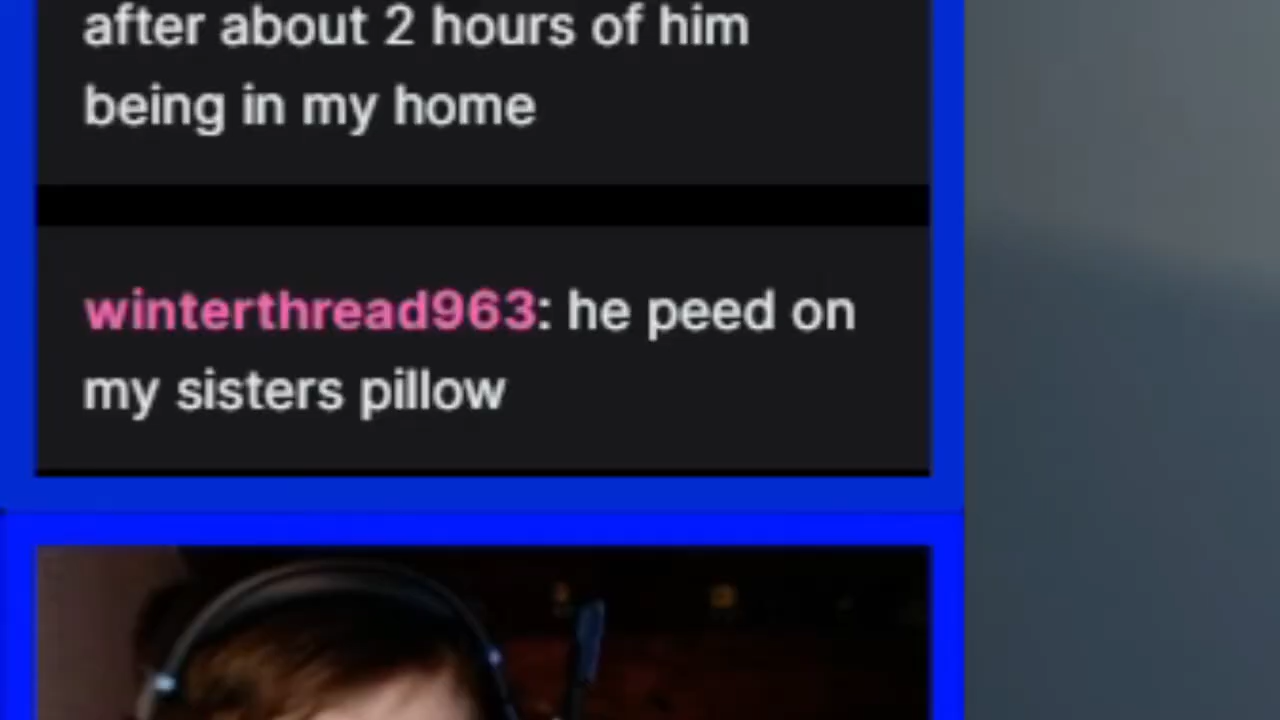 after about 2 hours of him
being in my home
winterthread963: he peed on
my sisters pillow